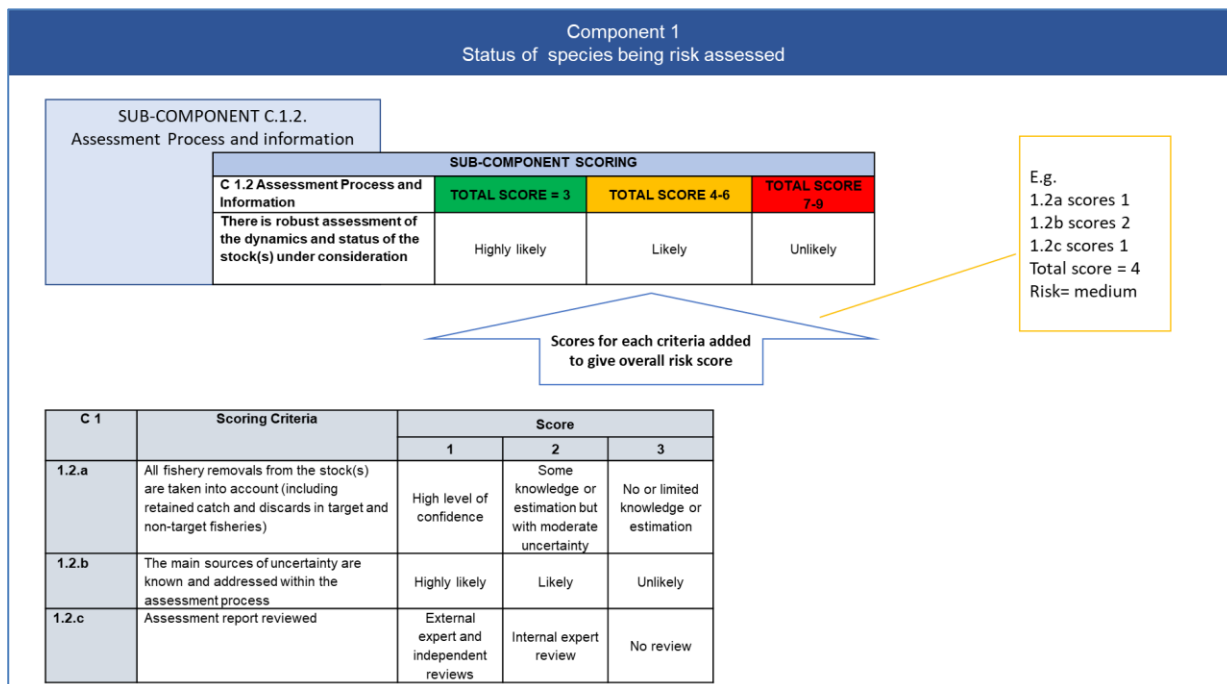 Component 1
Status of species being risk assessed
SUB-COMPONENT C.1.2.
Assessment Process and information
SUB-COMPONENT SCORING
C 1.2 Assessment Process and
Information
TOTAL SCORE = 3
TOTAL SCORE 4-6
TOTAL SCORE
7-9
There is robust assessment
of the dynamics and status of the
stock(s) under consideration
Highly likely
Likely
Unlikely
E.g.
1.2a scores 1
1.2b scores 2
1.2c scores 1
Total score = 4
Risk= medium
Scores for each criteria added
to give overall risk score
C 1
Scoring Criteria
Score
1
2
3
1.2.a
All fishery removals from the stock(s)
are taken into account (including
retained catch and discards in target and
non-target fisheries)
High level of
confidence
Some
knowledge or
estimation but
with moderate
uncertainty
No or limited
knowledge or
estimation
1.2.b
The main sources of uncertainty are
known and addressed within the
assessment process
Highly likely
Likely
Unlikely
1.2.c
Assessment report reviewed
External
expert and
independent
reviews
Internal expert
review
No review